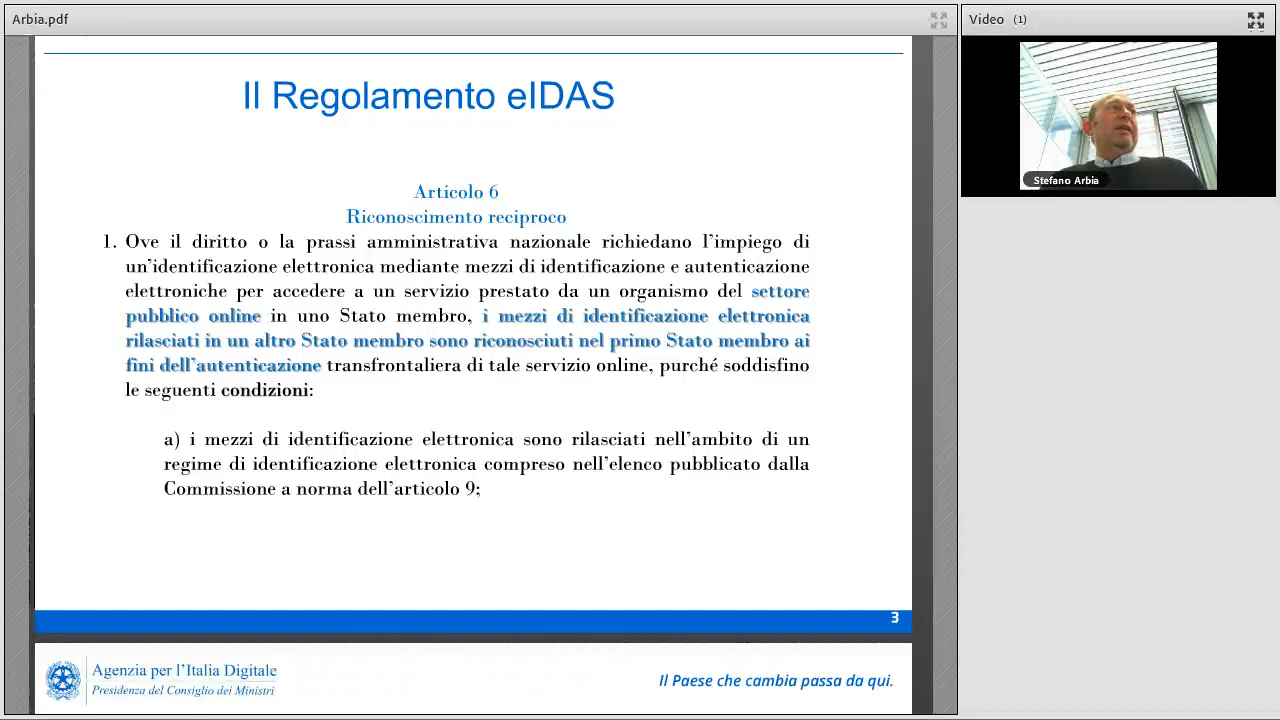 Arbia.pdf
Video (1)
Il Regolamento eIDAS
Stefano Arbia
Articolo 6
Riconoscimento reciproco
1. Ove il diritto o la prassi amministrativa nazionale richiedano l'impiego di
un'identificazione elettronica mediante mezzi di identificazione e autenticazione
elettroniche per accedere a un servizio prestato da un organismo del settore
pubblico online in uno Stato membro, i mezzi di identificazione elettronica
rilasciati in un altro Stato membro sono riconosciuti nel primo Stato membro ai
fini dell'autenticazione transfrontaliera di tale servizio online, purché soddisfino
le seguenti condizioni:
a) i mezzi di identificazione elettronica sono rilasciati nell'ambito di un
regime di identificazione elettronica compreso nell'elenco pubblicato dalla
Commissione a norma dell'articolo 9;
3
Agenzia per l'Italia Digitale
Presidenza del Consiglio dei Ministri
Il Paese che cambia passa da qui.